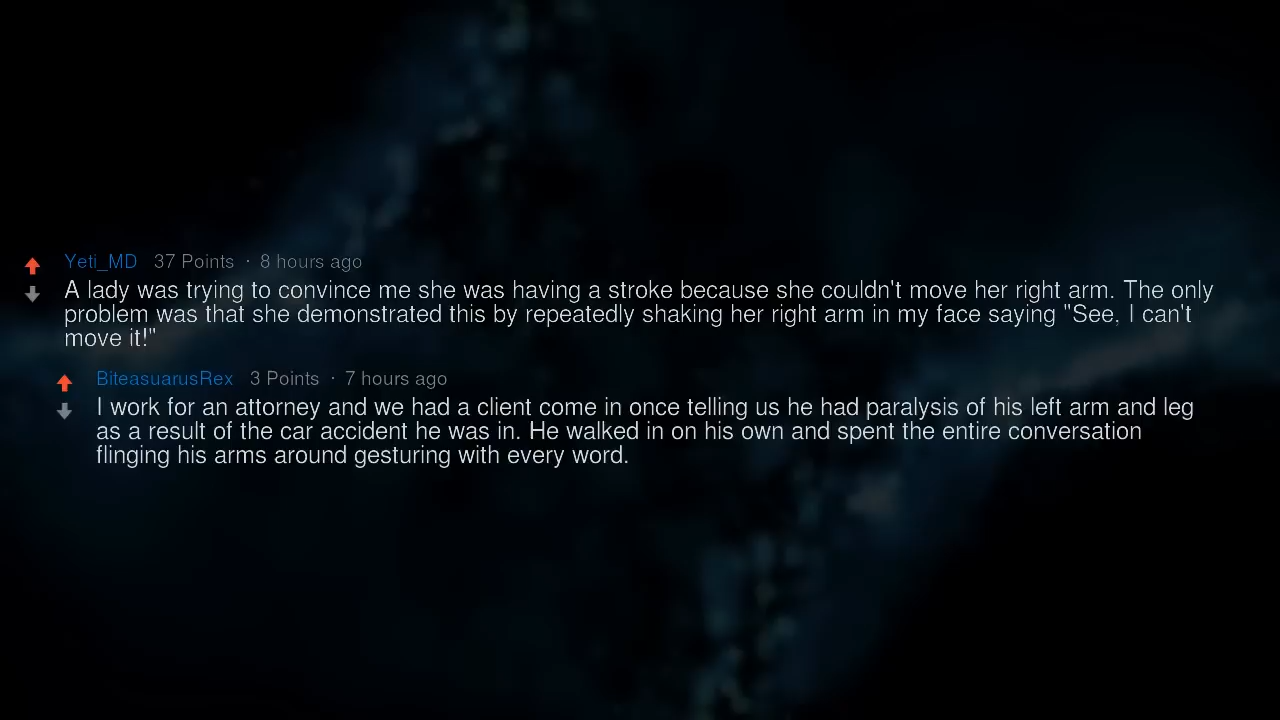 Yeti_MD 37 Points · 8 hours ago
A lady was trying to convince me she was having a stroke because she couldn't move her right arm. The only
problem was that she demonstrated this by repeatedly shaking her right arm in my face saying "See, I can't
move it!"
BiteasuarusRex 3 Points · 7 hours ago
I work for an attorney and we had a client come in once telling us he had paralysis of his left arm and leg
as a result of the car accident he was in. He walked in on his own and spent the entire conversation
flinging his arms around gesturing with every word.